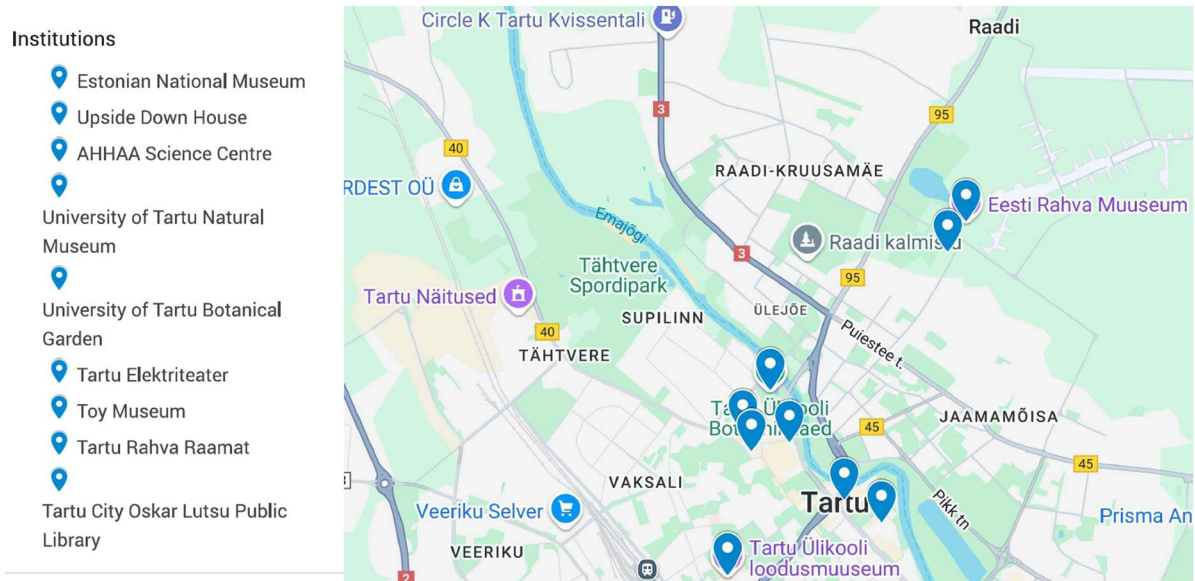 Institutions
Estonian National Museum
Upside Down House
AHHAA Science Centre
University of Tartu Natural
Museum
University of Tartu Botanical
Garden
Tartu Elektriteater
Toy Museum
Tartu Rahva Raamat
Tartu City Oskar Lutsu Public
Library
Circle K Tartu Kvissentali
Raadi
3
95
40
RAADI-KRUUSAMÄE
RDEST OÜ
Eesti Rahva Muuseum
Emajõgi
Raadi kalmistu
3
Tähtvere
Spordipark
95
Tartu Näitused
SUPILINN
ÜLEJÕE
40
Puiestee t.
TÄHTVERE
JAAMAMÕISA
45
45
VAKSALI
Tartu
Pikk tn
Veeriku Selver
Prisma An
VEERIKU
Tartu Ülikooli
loodusmuuseum
2